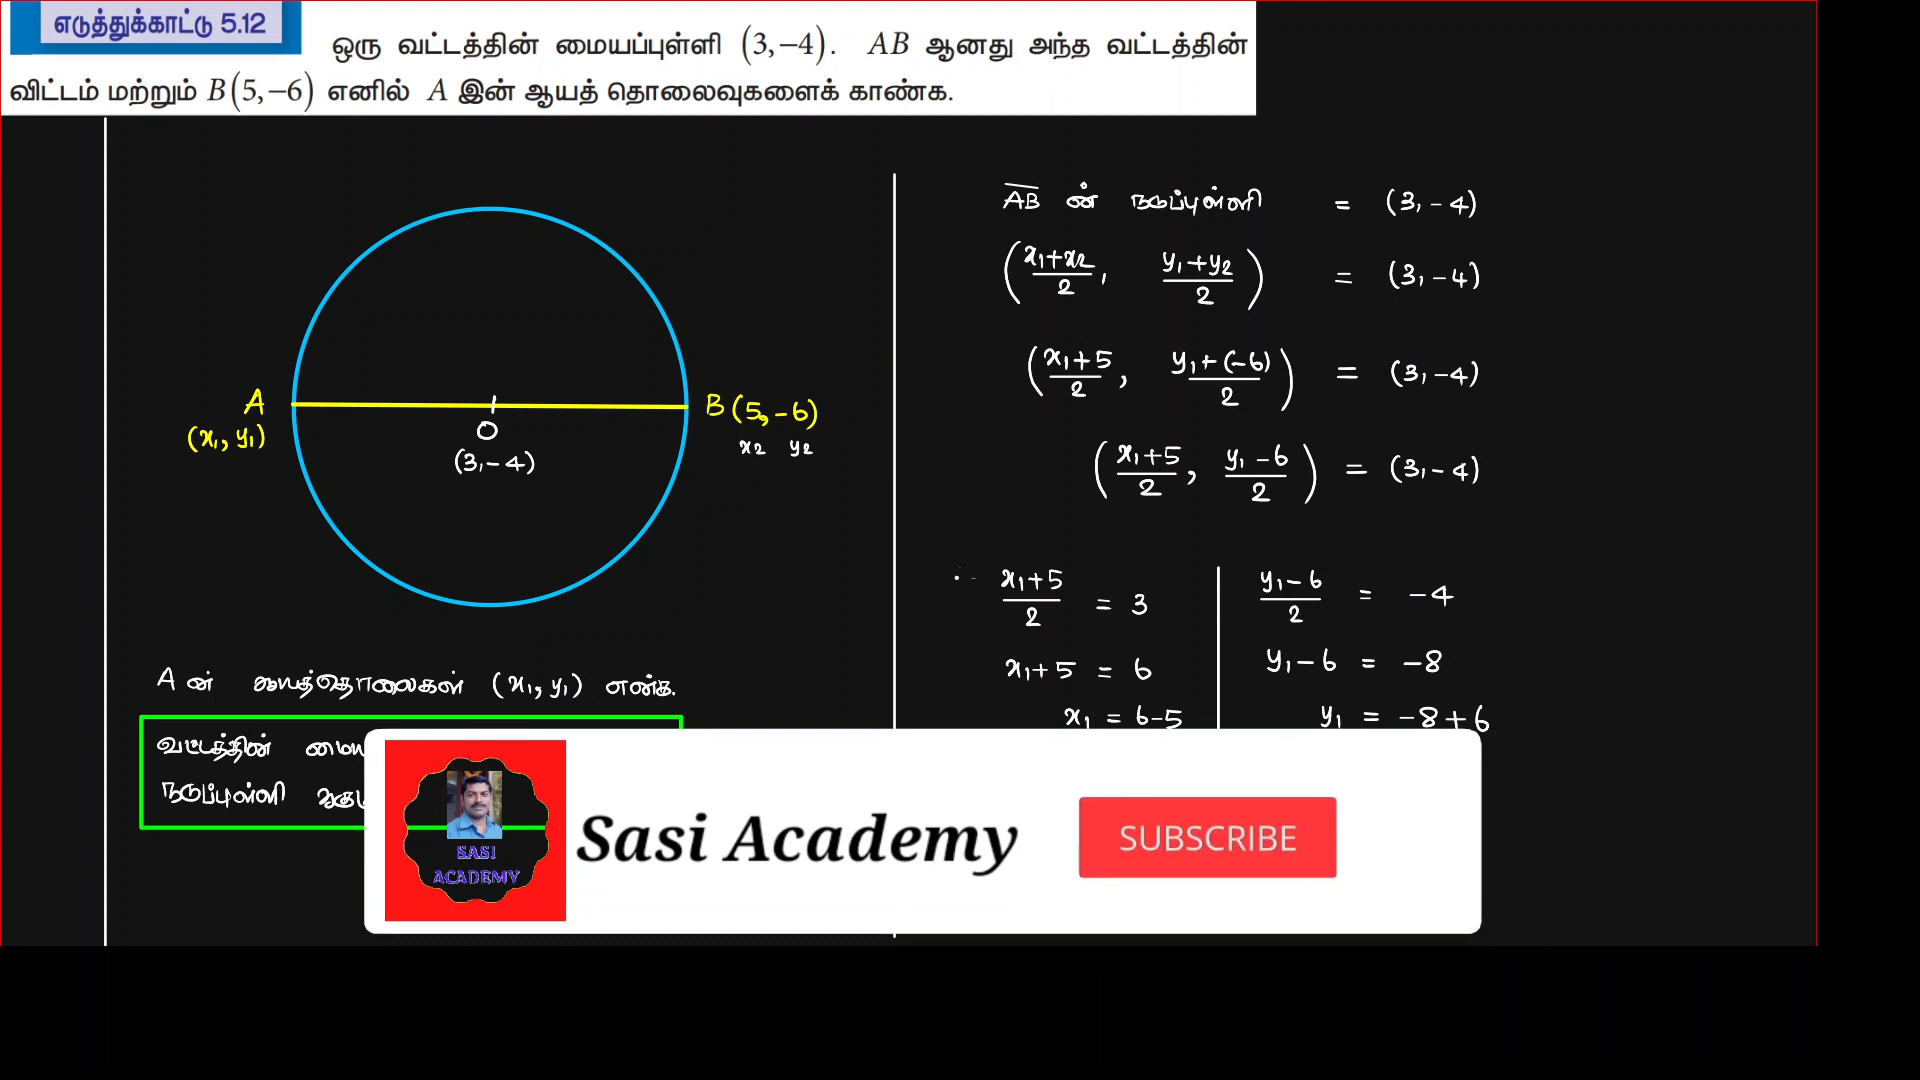 எடுத்துக்காட்டு 5.12
ஒரு வட்டத்தின் மையப்புள்ளி (3,−4). AB ஆனது அந்த வட்டத்தின்
விட்டம் மற்றும் B(5,−6) எனில் A இன் ஆயத் தொலைவுகளைக் காண்க.
A
(x₁, y₁)
O
(3,−4)
B (5,−6)
x₂ y₂
A ன் ஆயத்தொலைகள் (x₁, y₁) என்க.
வட்டத்தின்
நடுப்புள்ளி
AB ன் நடுப்புள்ளி = (3,−4)
((x₁+x₂)/2, (y₁+y₂)/2) = (3,−4)
((x₁+5)/2, (y₁+(−6))/2) = (3,−4)
((x₁+5)/2, (y₁−6)/2) = (3,−4)
(x₁+5)/2 = 3
x₁+5 = 6
x₁ = 6−5
(y₁−6)/2 = −4
y₁−6 = −8
y₁ = −8+6
SASI
ACADEMY
Sasi Academy
SUBSCRIBE